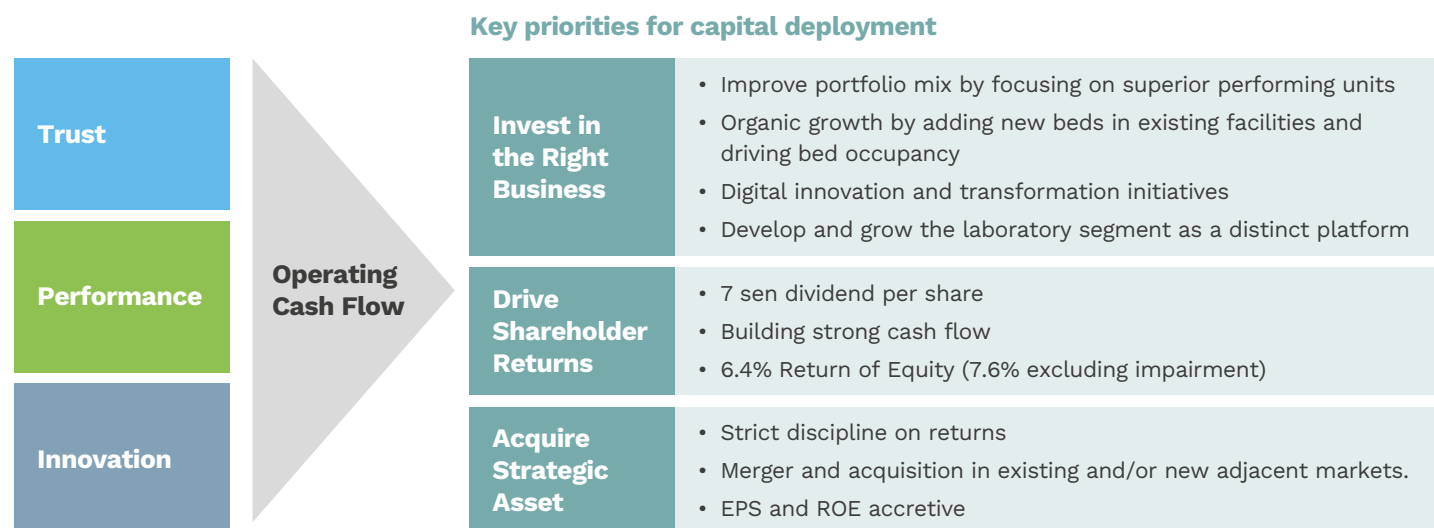 Key priorities for capital deployment
Trust
Performance
Innovation
Operating
Cash Flow
Invest in
the Right
Business
• Improve portfolio mix by focusing on superior performing units
• Organic growth by adding new beds in existing facilities and
driving bed occupancy
• Digital innovation and transformation initiatives
• Develop and grow the laboratory segment as a distinct platform
Drive
Shareholder
Returns
• 7 sen dividend per share
• Building strong cash flow
• 6.4% Return of Equity (7.6% excluding impairment)
Acquire
Strategic
Asset
• Strict discipline on returns
• Merger and acquisition in existing and/or new adjacent markets.
• EPS and ROE accretive